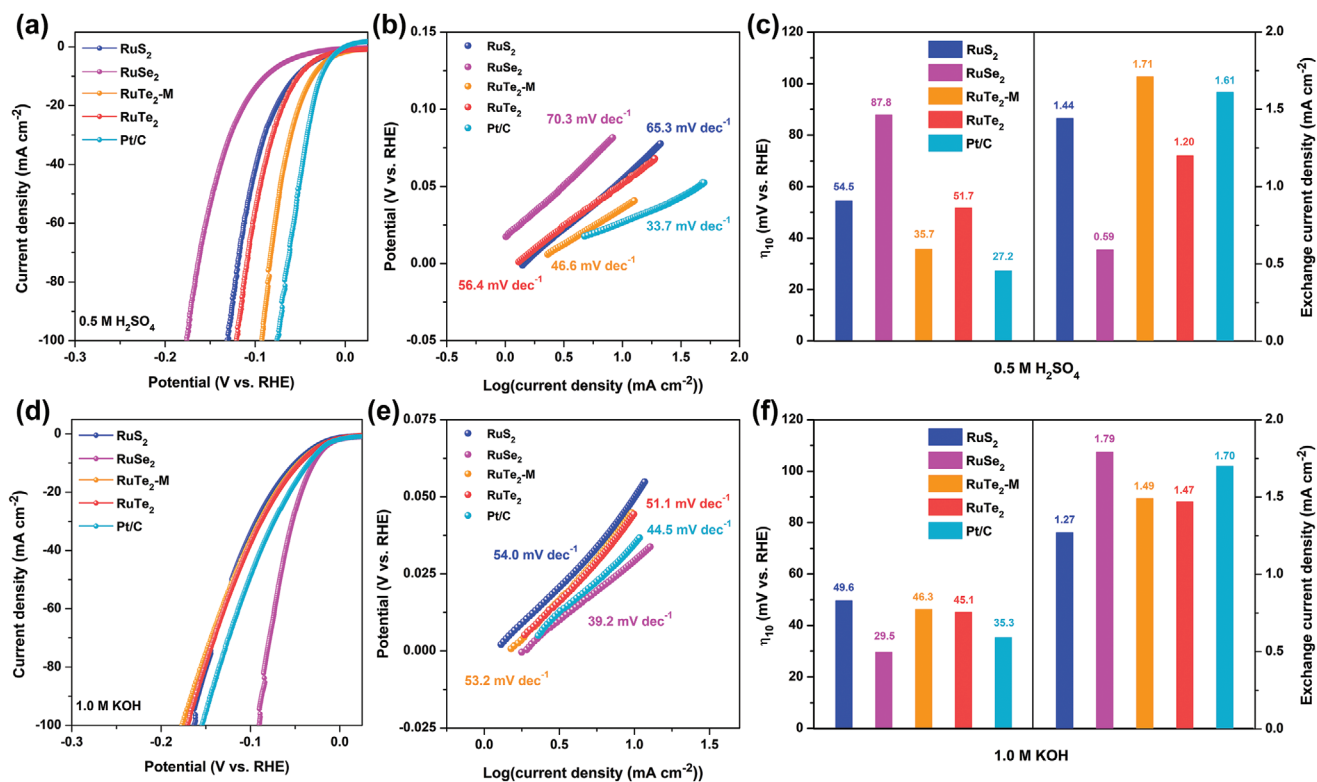 (a)
RuS₂
RuSe₂
RuTe₂-M
RuTe₂
Pt/C
0.5 M H₂SO₄
Current density (mA cm⁻²)
0
-20
-40
-60
-80
-100
-0.3
-0.2
-0.1
0.0
Potential (V vs. RHE)
(b)
RuS₂
RuSe₂
RuTe₂-M
RuTe₂
Pt/C
70.3 mV dec⁻¹
65.3 mV dec⁻¹
33.7 mV dec⁻¹
46.6 mV dec⁻¹
56.4 mV dec⁻¹
Potential (V vs. RHE)
0.15
0.10
0.05
0.00
-0.05
-0.5
0.0
0.5
1.0
1.5
2.0
Log(current density (mA cm⁻²))
(c)
RuS₂
RuSe₂
RuTe₂-M
RuTe₂
Pt/C
54.5
87.8
35.7
51.7
27.2
1.44
0.59
1.71
1.20
1.61
η₁₀ (mV vs. RHE)
120
100
80
60
40
20
0
Exchange current density (mA cm⁻²)
2.0
1.5
1.0
0.5
0.0
0.5 M H₂SO₄
(d)
RuS₂
RuSe₂
RuTe₂-M
RuTe₂
Pt/C
1.0 M KOH
Current density (mA cm⁻²)
0
-20
-40
-60
-80
-100
-0.3
-0.2
-0.1
0.0
Potential (V vs. RHE)
(e)
RuS₂
RuSe₂
RuTe₂-M
RuTe₂
Pt/C
51.1 mV dec⁻¹
44.5 mV dec⁻¹
54.0 mV dec⁻¹
39.2 mV dec⁻¹
53.2 mV dec⁻¹
Potential (V vs. RHE)
0.075
0.050
0.025
0.000
-0.025
-0.5
0.0
0.5
1.0
1.5
Log(current density (mA cm⁻²))
(f)
RuS₂
RuSe₂
RuTe₂-M
RuTe₂
Pt/C
49.6
29.5
46.3
45.1
35.3
1.27
1.79
1.49
1.47
1.70
η₁₀ (mV vs. RHE)
120
100
80
60
40
20
0
Exchange current density (mA cm⁻²)
2.0
1.5
1.0
0.5
0.0
1.0 M KOH